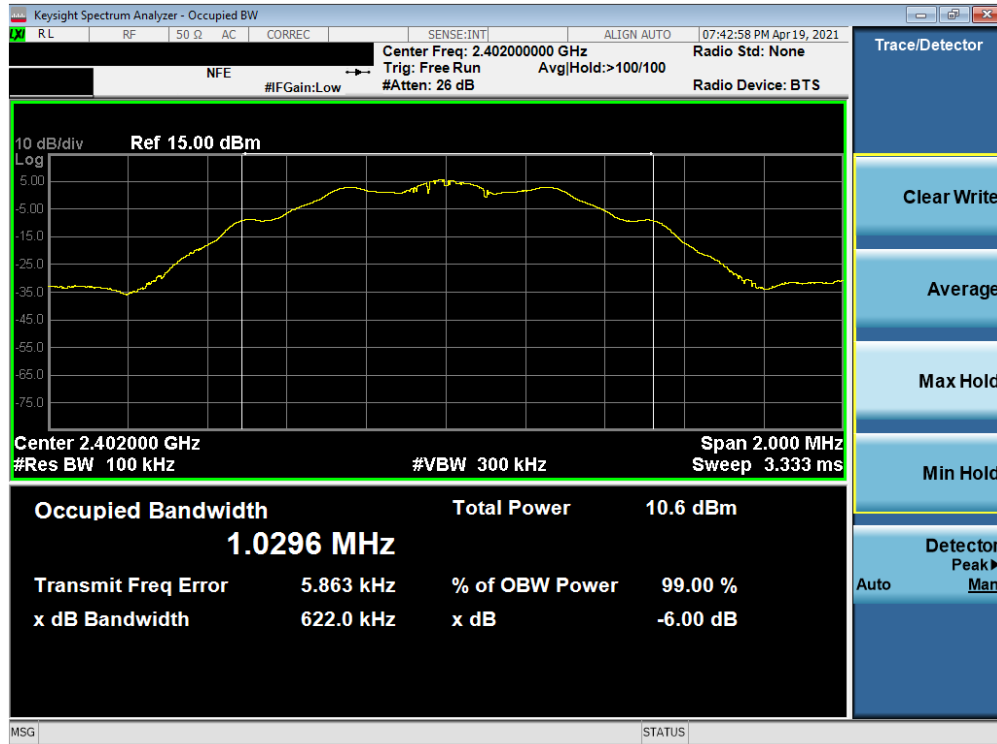 Keysight Spectrum Analyzer - Occupied BW
LXI RL RF 50 Ω AC CORREC SENSE:INT ALIGN AUTO 07:42:58 PM Apr 19, 2021
Center Freq: 2.402000000 GHz Radio Std: None
NFE Trig: Free Run Avg|Hold:>100/100
#IFGain:Low #Atten: 26 dB Radio Device: BTS
Trace/Detector
10 dB/div Ref 15.00 dBm
Log
5.00
-5.00
-15.0
-25.0
-35.0
-45.0
-55.0
-65.0
-75.0
Center 2.402000 GHz Span 2.000 MHz
#Res BW 100 kHz #VBW 300 kHz Sweep 3.333 ms
Occupied Bandwidth Total Power 10.6 dBm
1.0296 MHz
Transmit Freq Error 5.863 kHz % of OBW Power 99.00 %
x dB Bandwidth 622.0 kHz x dB -6.00 dB
Clear Write
Average
Max Hold
Min Hold
Detector
Peak▶
Auto Man
MSG STATUS